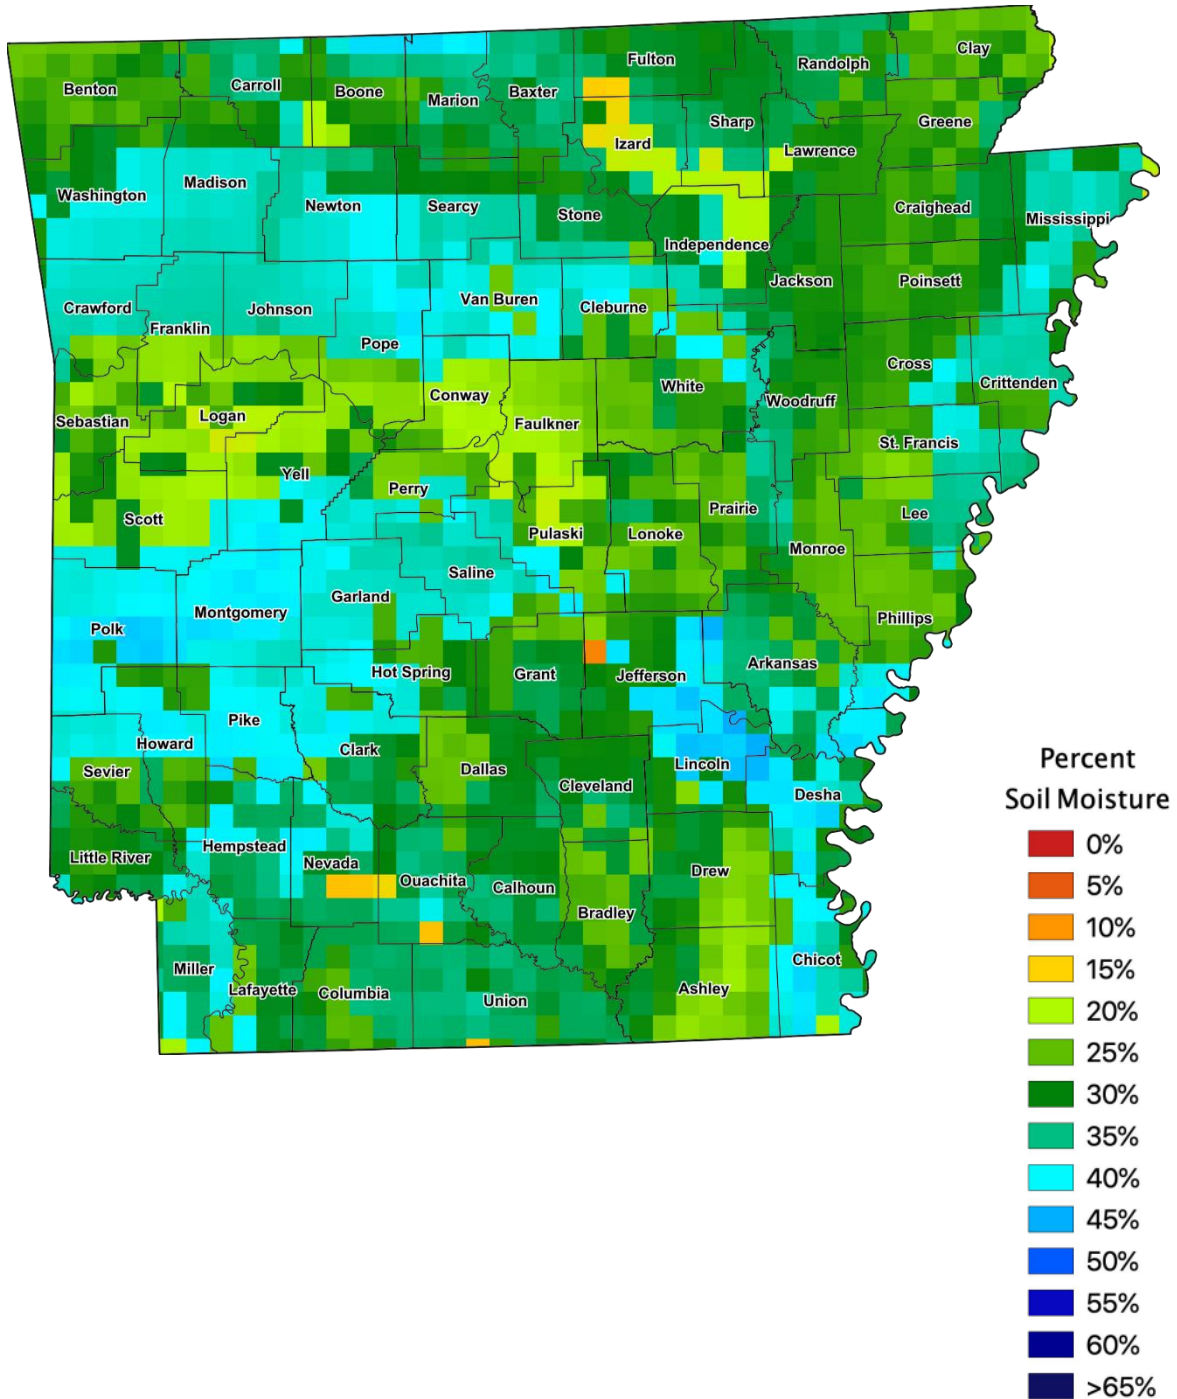 Clay
Fulton
Randolph
Carroll
Benton
Boone
Marion
Baxter
Greene
Sharp
Izard
Lawrence
Madison
Washington
Newton
Searcy
Stone
Craighead
Mississippi
Independence
Jackson
Poinsett
Van Buren
Cleburne
Crawford
Johnson
Franklin
Pope
Cross
Crittenden
White
Conway
Woodruff
Logan
Sebastian
Faulkner
St. Francis
Yell
Perry
Prairie
Lee
Scott
Pulaski
Lonoke
Monroe
Saline
Garland
Montgomery
Phillips
Polk
Arkansas
Hot Spring
Grant
Jefferson
Pike
Howard
Clark
Sevier
Dallas
Lincoln
Cleveland
Desha
Hempstead
Little River
Nevada
Ouachita
Calhoun
Drew
Bradley
Chicot
Miller
Lafayette
Columbia
Union
Ashley
Percent
Soil Moisture
0%
5%
10%
15%
20%
25%
30%
35%
40%
45%
50%
55%
60%
>65%